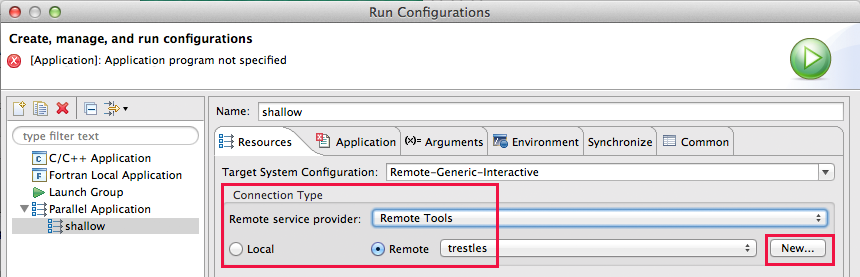 Run Configurations
Create, manage, and run configurations
[Application]: Application program not specified
type filter text
C/C++ Application
Fortran Local Application
Launch Group
Parallel Application
shallow
Name: shallow
Resources Application (x)= Arguments Environment Synchronize Common
Target System Configuration: Remote-Generic-Interactive
Connection Type
Remote service provider: Remote Tools
Local Remote trestles New...